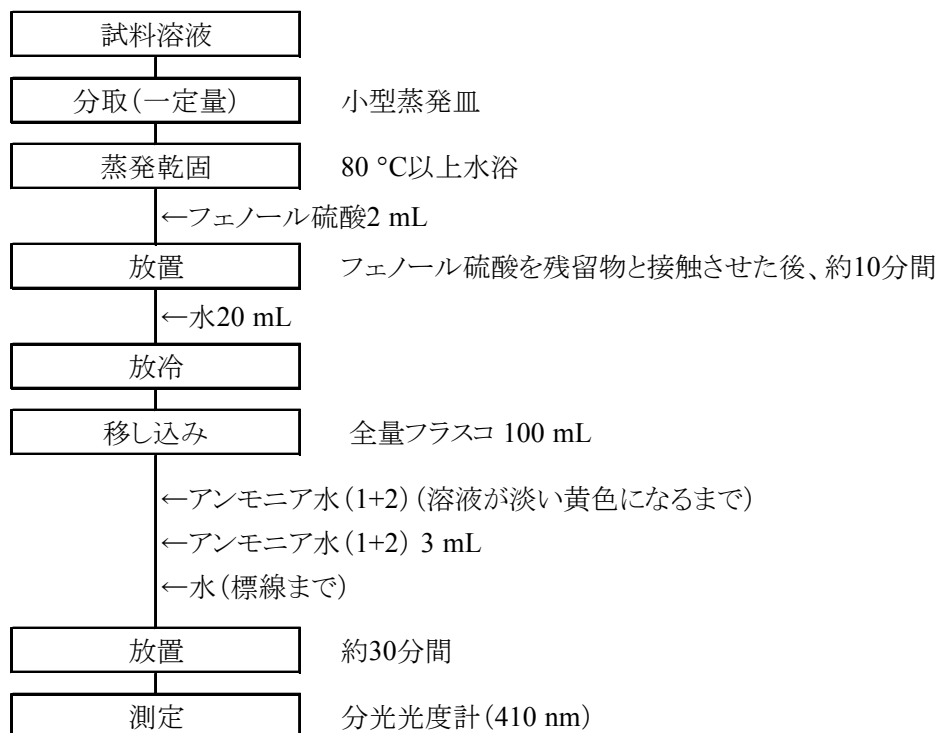 試料溶液
分取(一定量) 小型蒸発皿
蒸発乾固 80 °C以上水浴
←フェノール硫酸2 mL
放置 フェノール硫酸を残留物と接触させた後、約10分間
←水20 mL
放冷
移し込み 全量フラスコ 100 mL
←アンモニア水(1+2)(溶液が淡い黄色になるまで)
←アンモニア水(1+2) 3 mL
←水(標線まで)
放置 約30分間
測定 分光光度計(410 nm)